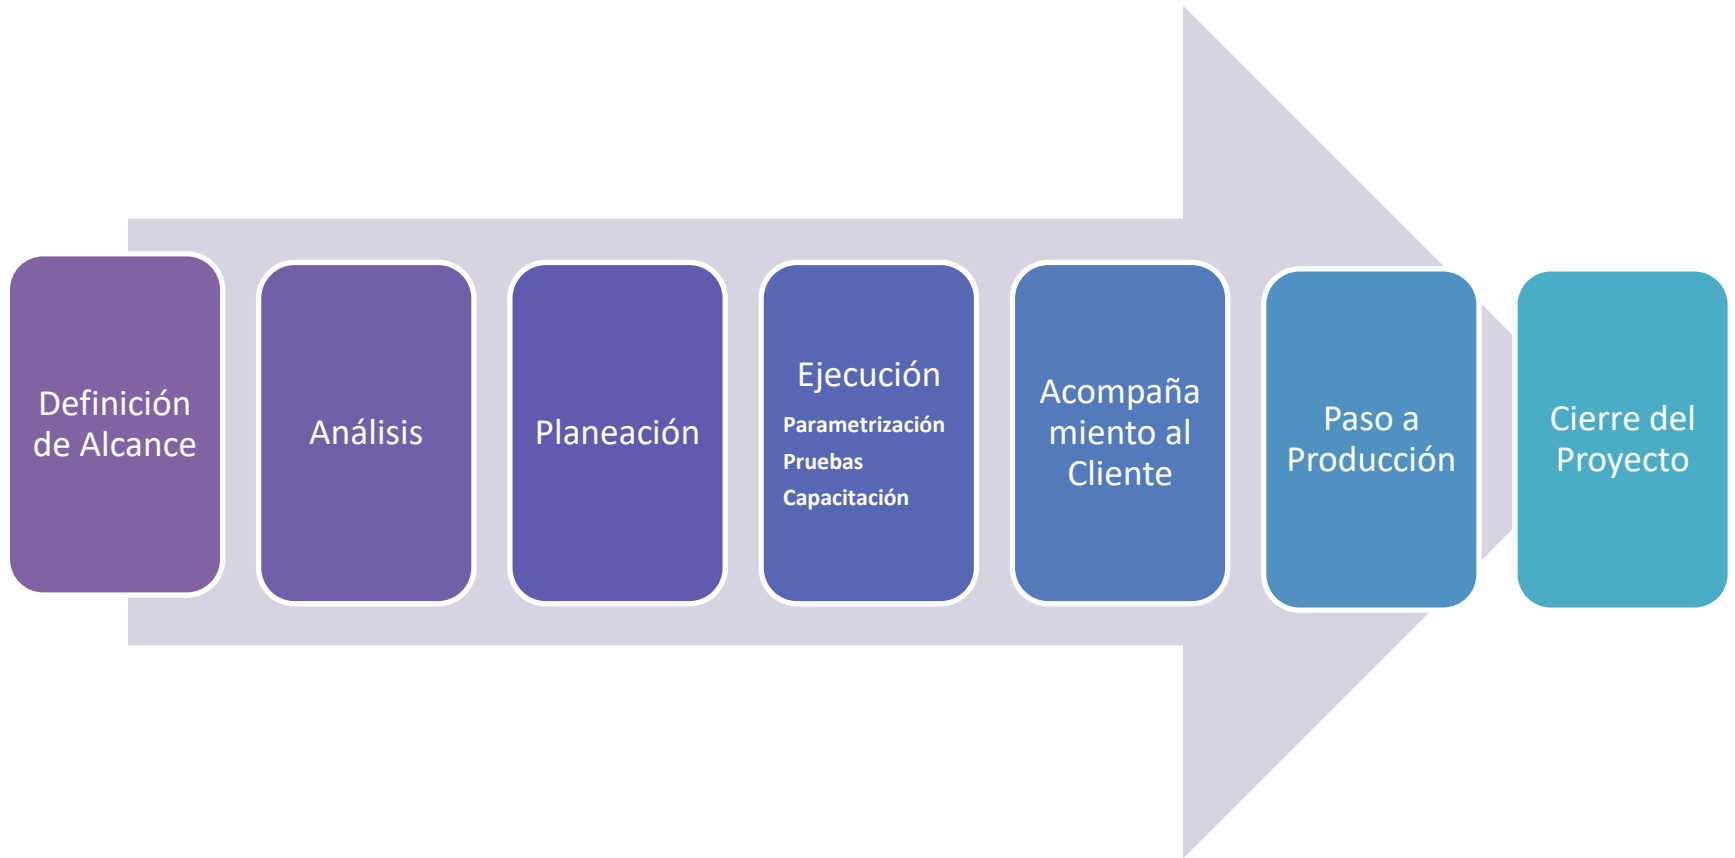 Definición
de Alcance
Análisis
Planeación
Ejecución
Parametrización
Pruebas
Capacitación
Acompaña
miento al
Cliente
Paso a
Producción
Cierre del
Proyecto